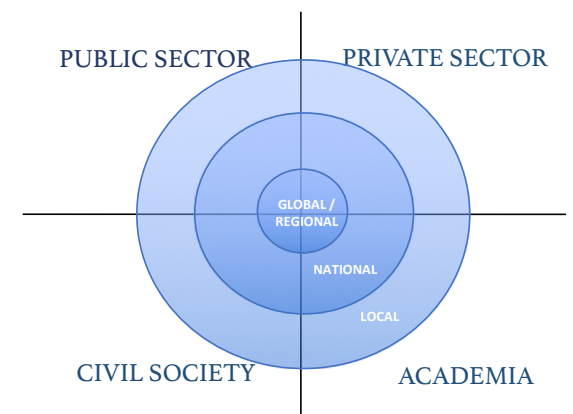 PUBLIC SECTOR
PRIVATE SECTOR
GLOBAL /
REGIONAL
NATIONAL
LOCAL
CIVIL SOCIETY
ACADEMIA